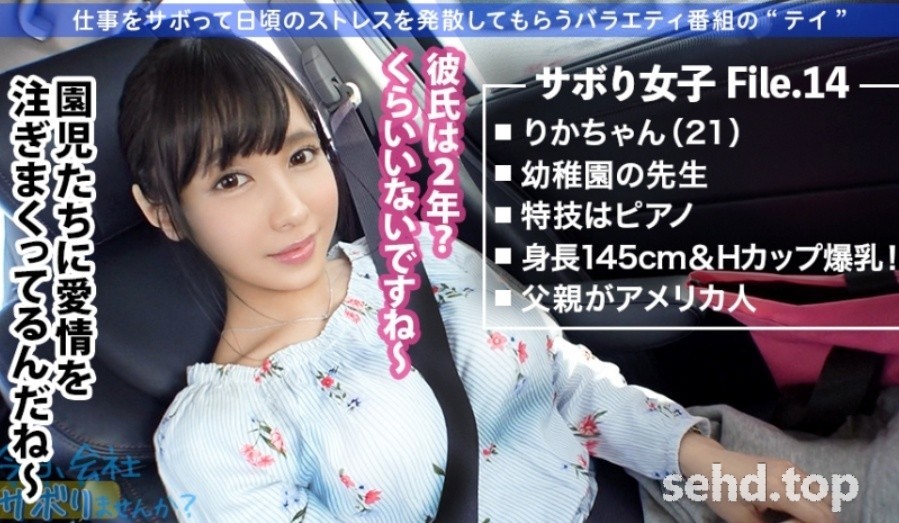 仕事をサボって日頃のストレスを発散してもらうバラエティ番組の“テイ”
園児たちに愛情を
注ぎまくってるんだね～
彼氏は2年？
くらいいないですね～
サボり女子 File.14
■ りかちゃん（21）
■ 幼稚園の先生
■ 特技はピアノ
■ 身長145cm＆Hカップ爆乳！
■ 父親がアメリカ人
会社
サボりませんか？
sehd.top